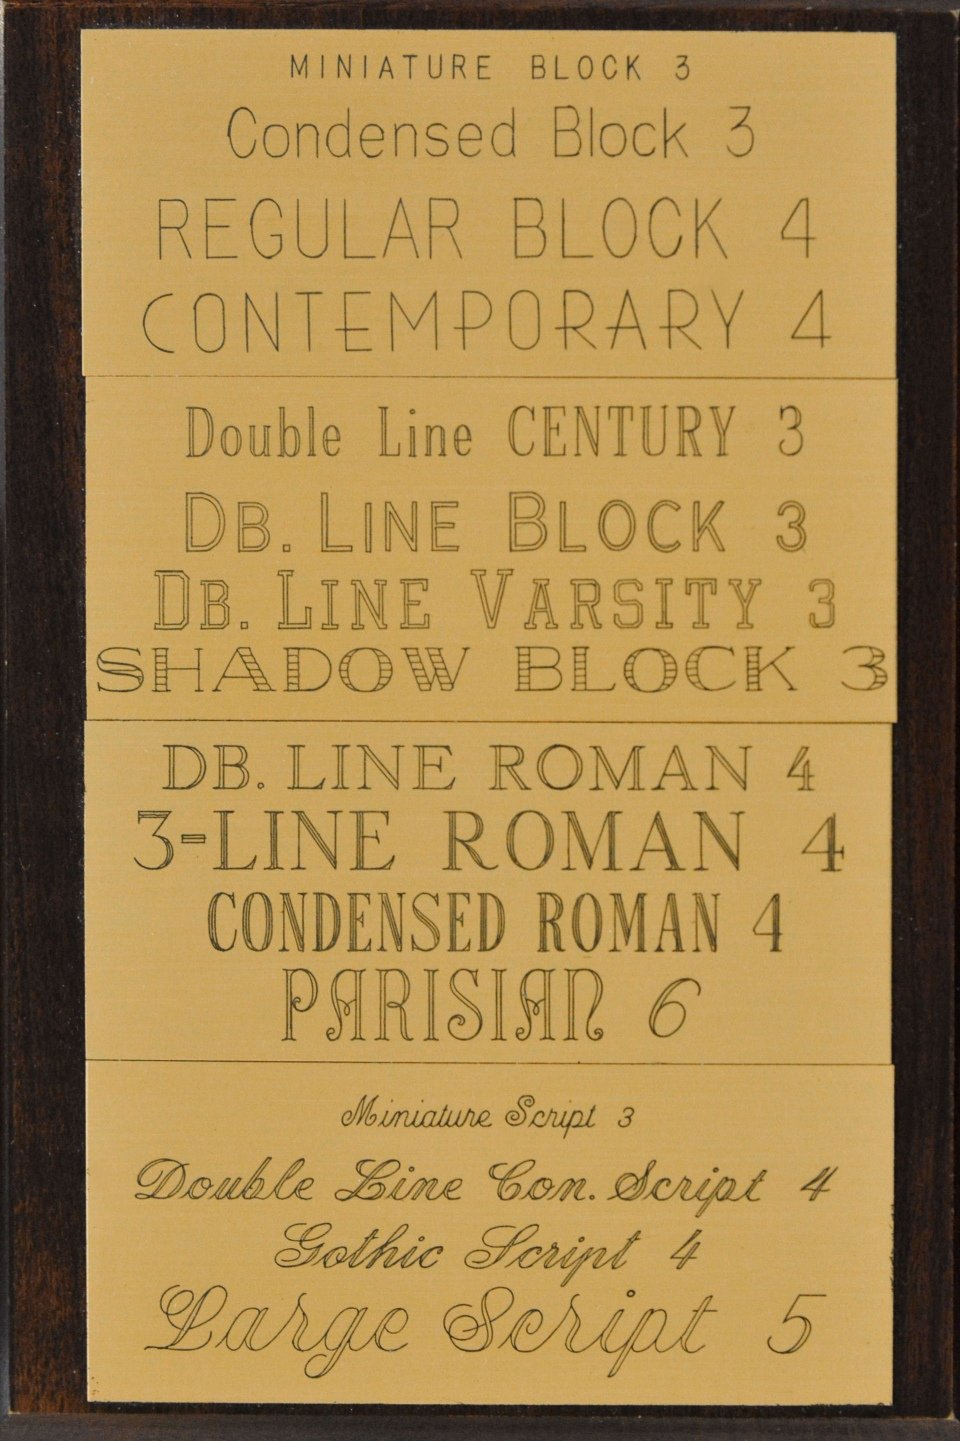 MINIATURE BLOCK 3
Condensed Block 3
REGULAR BLOCK 4
CONTEMPORARY 4
Double Line CENTURY 3
DB. LINE BLOCK 3
DB. LINE VARSITY 3
SHADOW BLOCK 3
DB. LINE ROMAN 4
3-LINE ROMAN 4
CONDENSED ROMAN 4
PARISIAN 6
Miniature Script 3
Double Line Con. Script 4
Gothic Script 4
Large Script 5